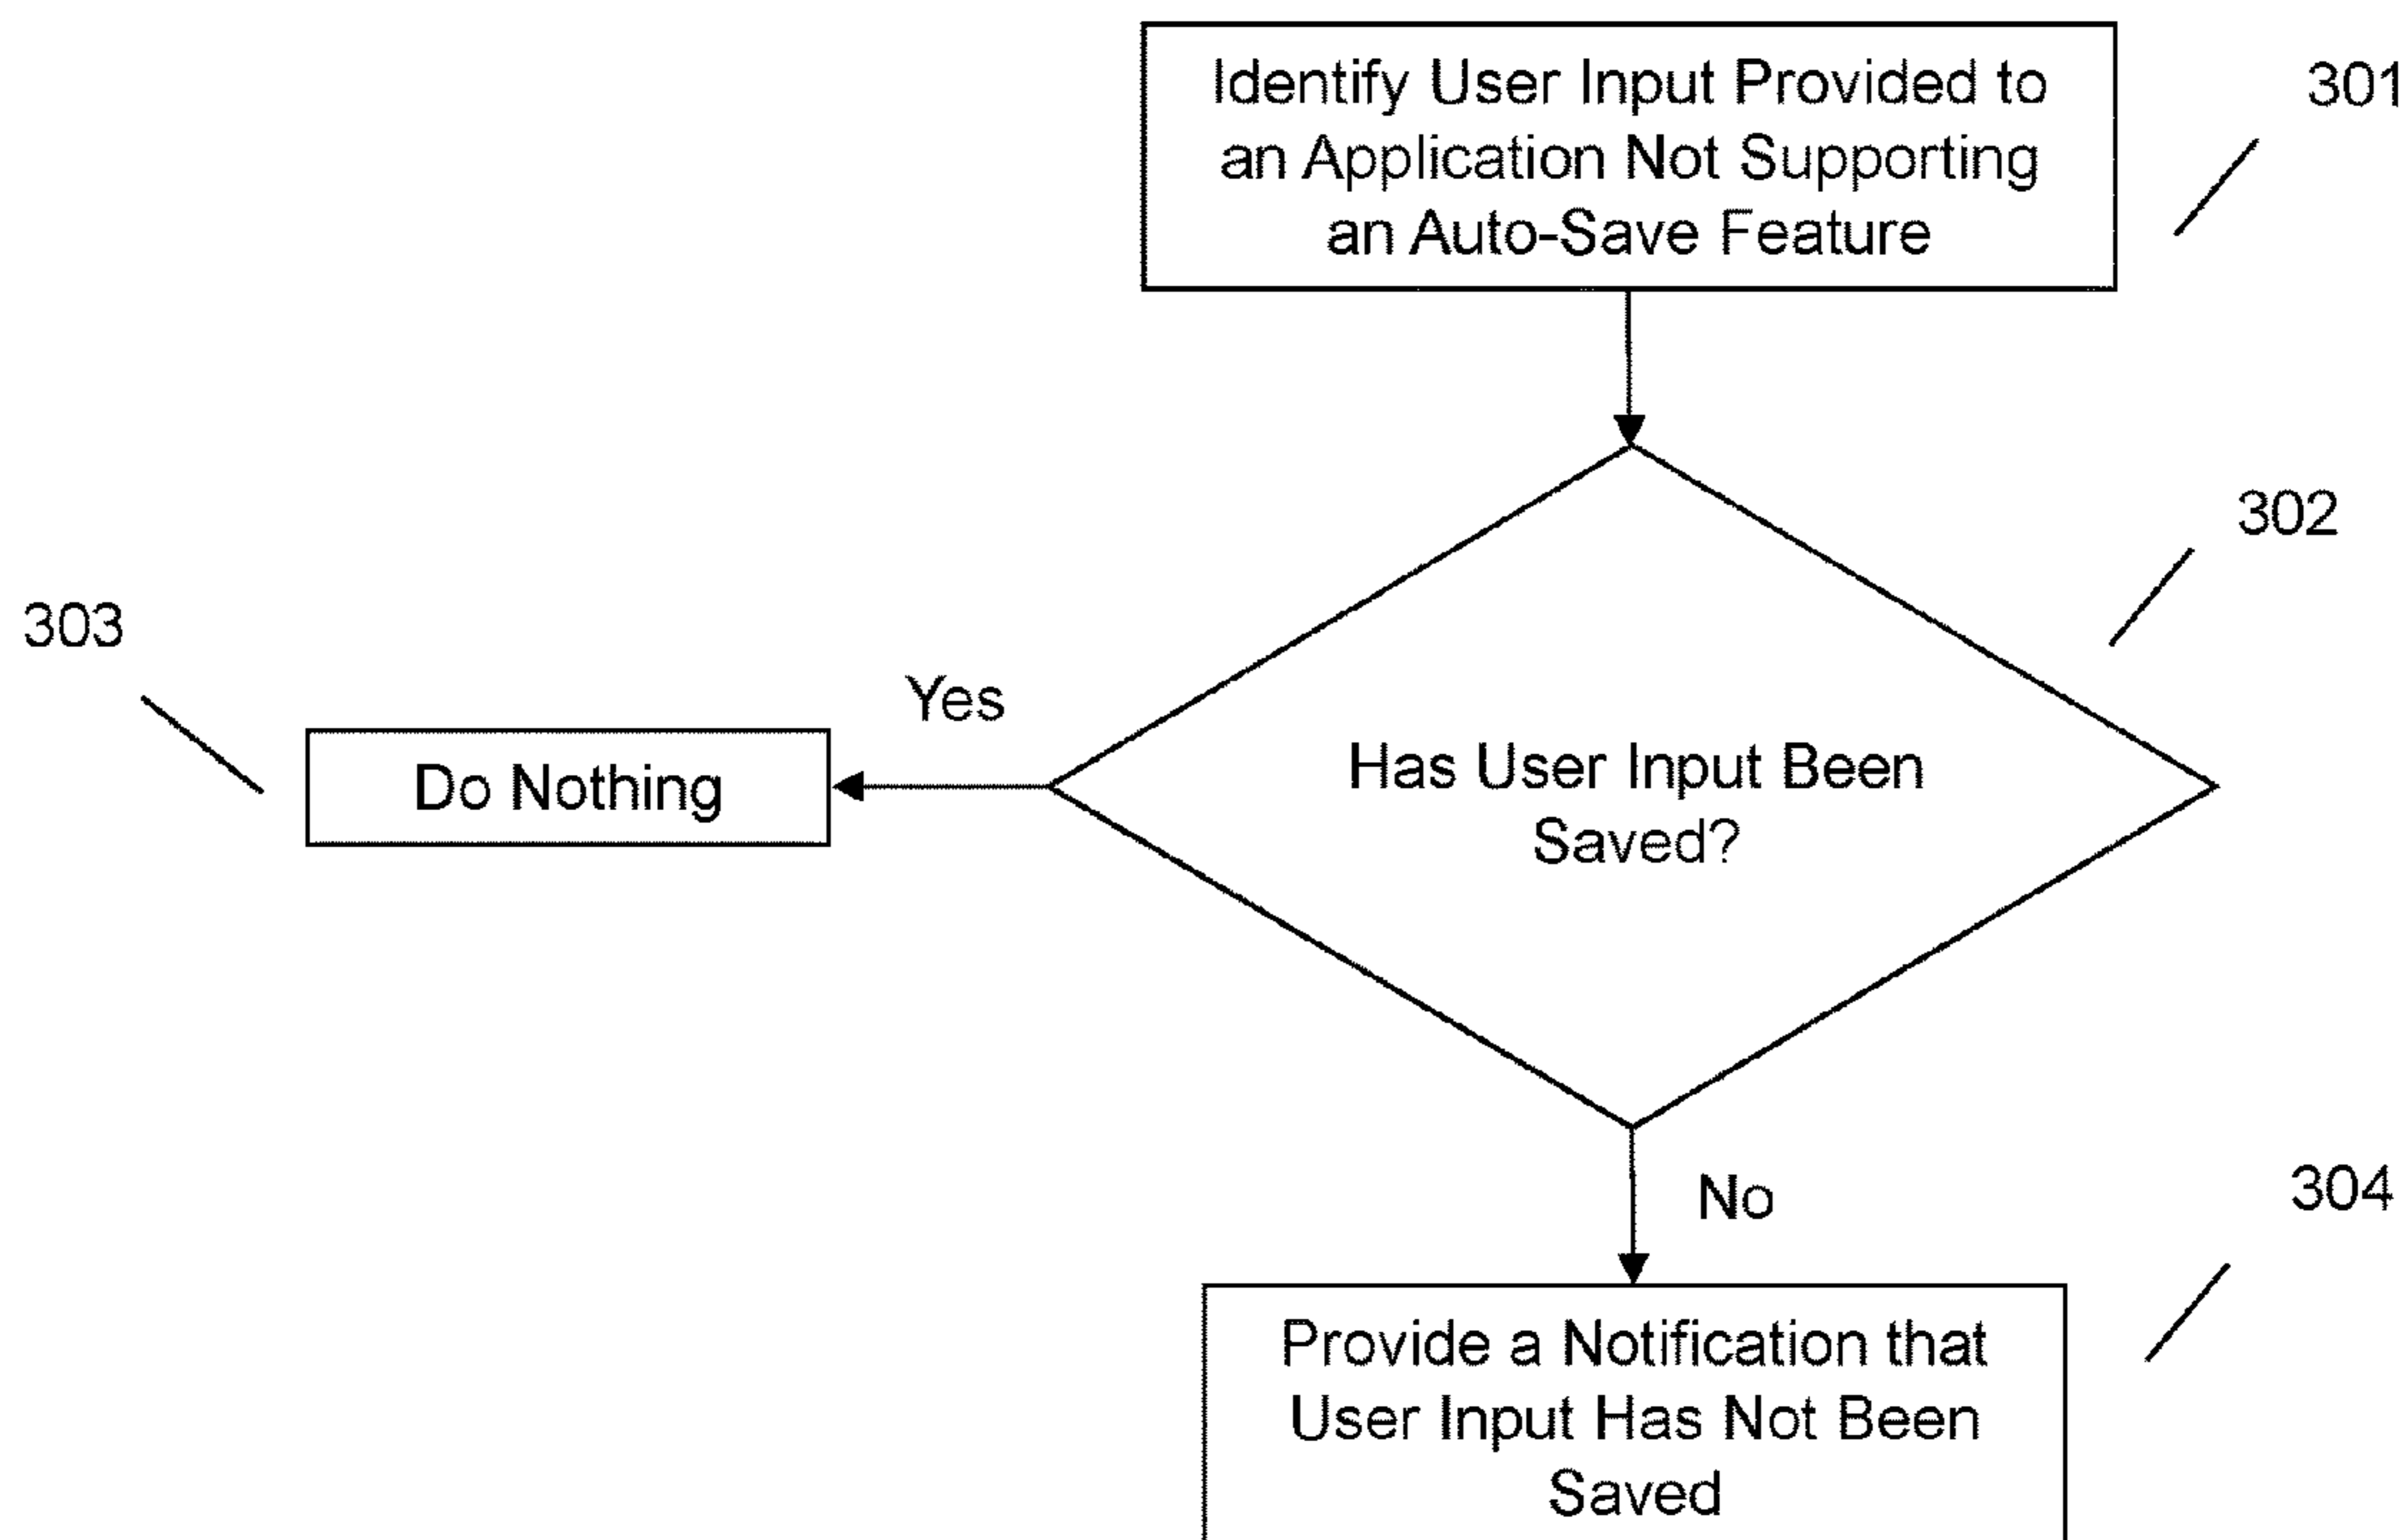 Identify User Input Provided to
an Application Not Supporting
an Auto-Save Feature
301
302
Has User Input Been
Saved?
303
Yes
Do Nothing
No
304
Provide a Notification that
User Input Has Not Been
Saved